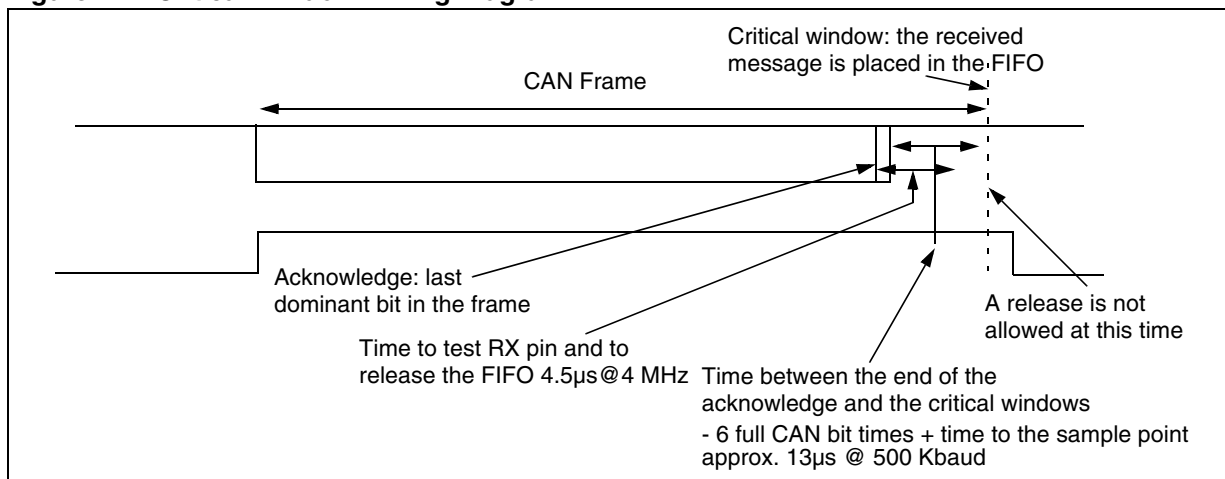 Critical window: the received
message is placed in the FIFO
CAN Frame
Acknowledge: last
dominant bit in the frame
A release is not
allowed at this time
Time to test RX pin and to
release the FIFO 4.5µs@4 MHz
Time between the end of the
acknowledge and the critical windows
- 6 full CAN bit times + time to the sample point
approx. 13µs @ 500 Kbaud